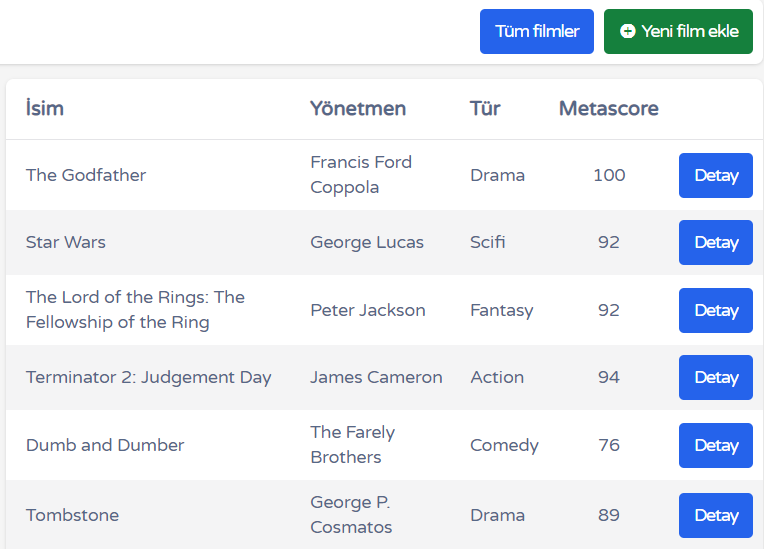 Tüm filmler Yeni film ekle
İsim Yönetmen Tür Metascore
The Godfather Francis Ford Coppola Drama 100 Detay
Star Wars George Lucas Scifi 92 Detay
The Lord of the Rings: The Fellowship of the Ring Peter Jackson Fantasy 92 Detay
Terminator 2: Judgement Day James Cameron Action 94 Detay
Dumb and Dumber The Farely Brothers Comedy 76 Detay
Tombstone George P. Cosmatos Drama 89 Detay